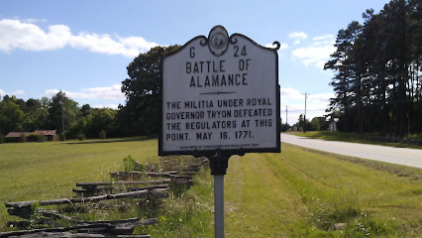 G 24
BATTLE OF
ALAMANCE
THE MILITIA UNDER ROYAL
GOVERNOR TRYON DEFEATED
THE REGULATORS AT THIS
POINT, MAY 16, 1771.